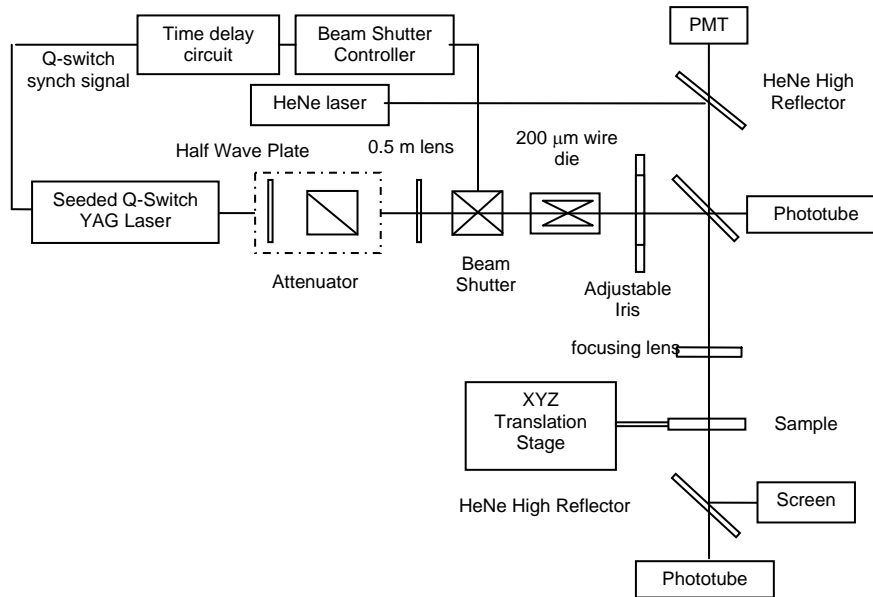 PMT
Q-switch
synch signal
Time delay
circuit
Beam Shutter
Controller
HeNe High
Reflector
HeNe laser
Half Wave Plate
0.5 m lens
200 μm wire
die
Seeded Q-Switch
YAG Laser
Phototube
Attenuator
Beam
Shutter
Adjustable
Iris
focusing lens
XYZ
Translation
Stage
Sample
HeNe High Reflector
Screen
Phototube